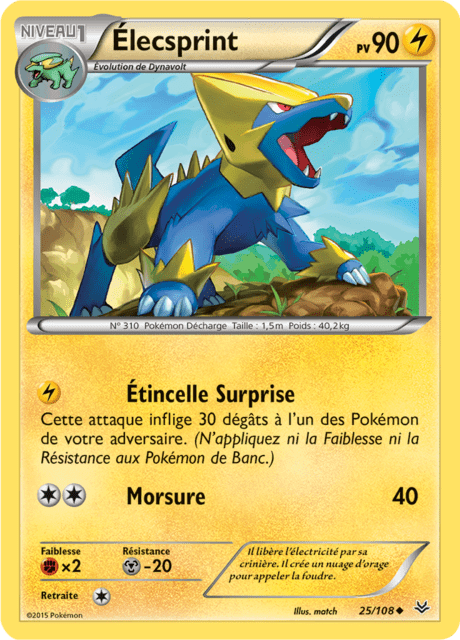 NIVEAU 1
Élecsprint
PV 90
Évolution de Dynavolt
N° 310 Pokémon Décharge Taille : 1,5m Poids : 40,2kg
Étincelle Surprise
Cette attaque inflige 30 dégâts à l'un des Pokémon
de votre adversaire. (N'appliquez ni la Faiblesse ni la
Résistance aux Pokémon de Banc.)
Morsure 40
Faiblesse Résistance
×2 -20
Retraite
Il libère l'électricité par sa
crinière. Il crée un nuage d'orage
pour appeler la foudre.
©2015 Pokémon Illus. match 25/108